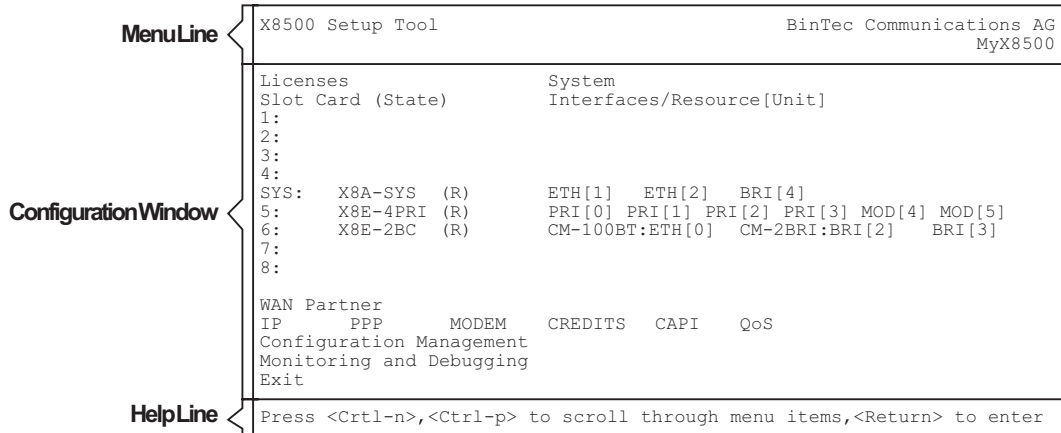 Menu Line
X8500 Setup Tool BinTec Communications AG
MyX8500
Licenses System
Slot Card (State) Interfaces/Resource[Unit]
1:
2:
3:
4:
SYS: X8A-SYS (R) ETH[1] ETH[2] BRI[4]
Configuration Window
5: X8E-4PRI (R) PRI[0] PRI[1] PRI[2] PRI[3] MOD[4] MOD[5]
6: X8E-2BC (R) CM-100BT:ETH[0] CM-2BRI:BRI[2] BRI[3]
7:
8:
WAN Partner
IP PPP MODEM CREDITS CAPI QoS
Configuration Management
Monitoring and Debugging
Exit
Help Line
Press <Crtl-n>,<Ctrl-p> to scroll through menu items,<Return> to enter